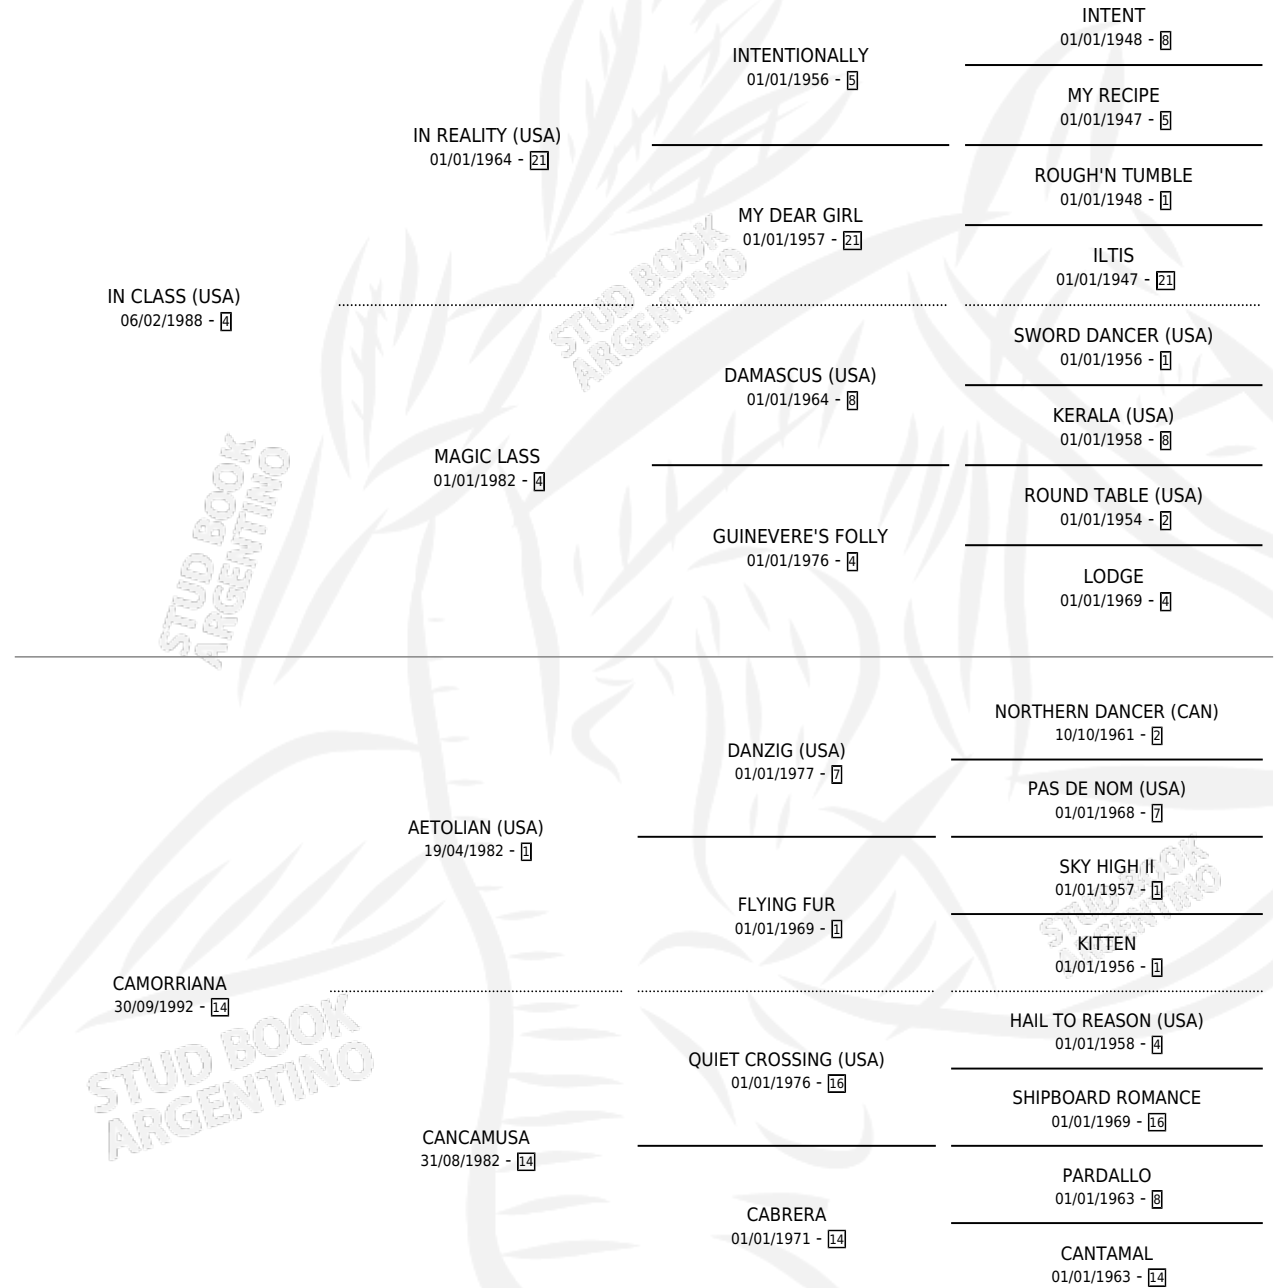 INTENT
01/01/1948 - 8
INTENTIONALLY
01/01/1956 - 5
MY RECIPE
01/01/1947 - 5
IN REALITY (USA)
01/01/1964 - 21
ROUGH'N TUMBLE
01/01/1948 - 1
MY DEAR GIRL
01/01/1957 - 21
ILTIS
01/01/1947 - 21
IN CLASS (USA)
06/02/1988 - 4
STUD BOOK
ARGENTINO
SWORD DANCER (USA)
01/01/1956 - 1
DAMASCUS (USA)
01/01/1964 - 8
KERALA (USA)
01/01/1958 - 8
MAGIC LASS
01/01/1982 - 4
ROUND TABLE (USA)
01/01/1954 - 2
GUINEVERE'S FOLLY
01/01/1976 - 4
LODGE
01/01/1969 - 4
STUD BOOK
ARGENTINO
NORTHERN DANCER (CAN)
10/10/1961 - 2
DANZIG (USA)
01/01/1977 - 7
PAS DE NOM (USA)
01/01/1968 - 7
AETOLIAN (USA)
19/04/1982 - 1
SKY HIGH II
01/01/1957 - 1
FLYING FUR
01/01/1969 - 1
KITTEN
01/01/1956 - 1
STUD BOOK
ARGENTINO
CAMORRIANA
30/09/1992 - 14
HAIL TO REASON (USA)
01/01/1958 - 4
QUIET CROSSING (USA)
01/01/1976 - 16
SHIPBOARD ROMANCE
01/01/1969 - 16
STUD BOOK
ARGENTINO
CANCAMUSA
31/08/1982 - 14
PARDALLO
01/01/1963 - 8
CABRERA
01/01/1971 - 14
CANTAMAL
01/01/1963 - 14